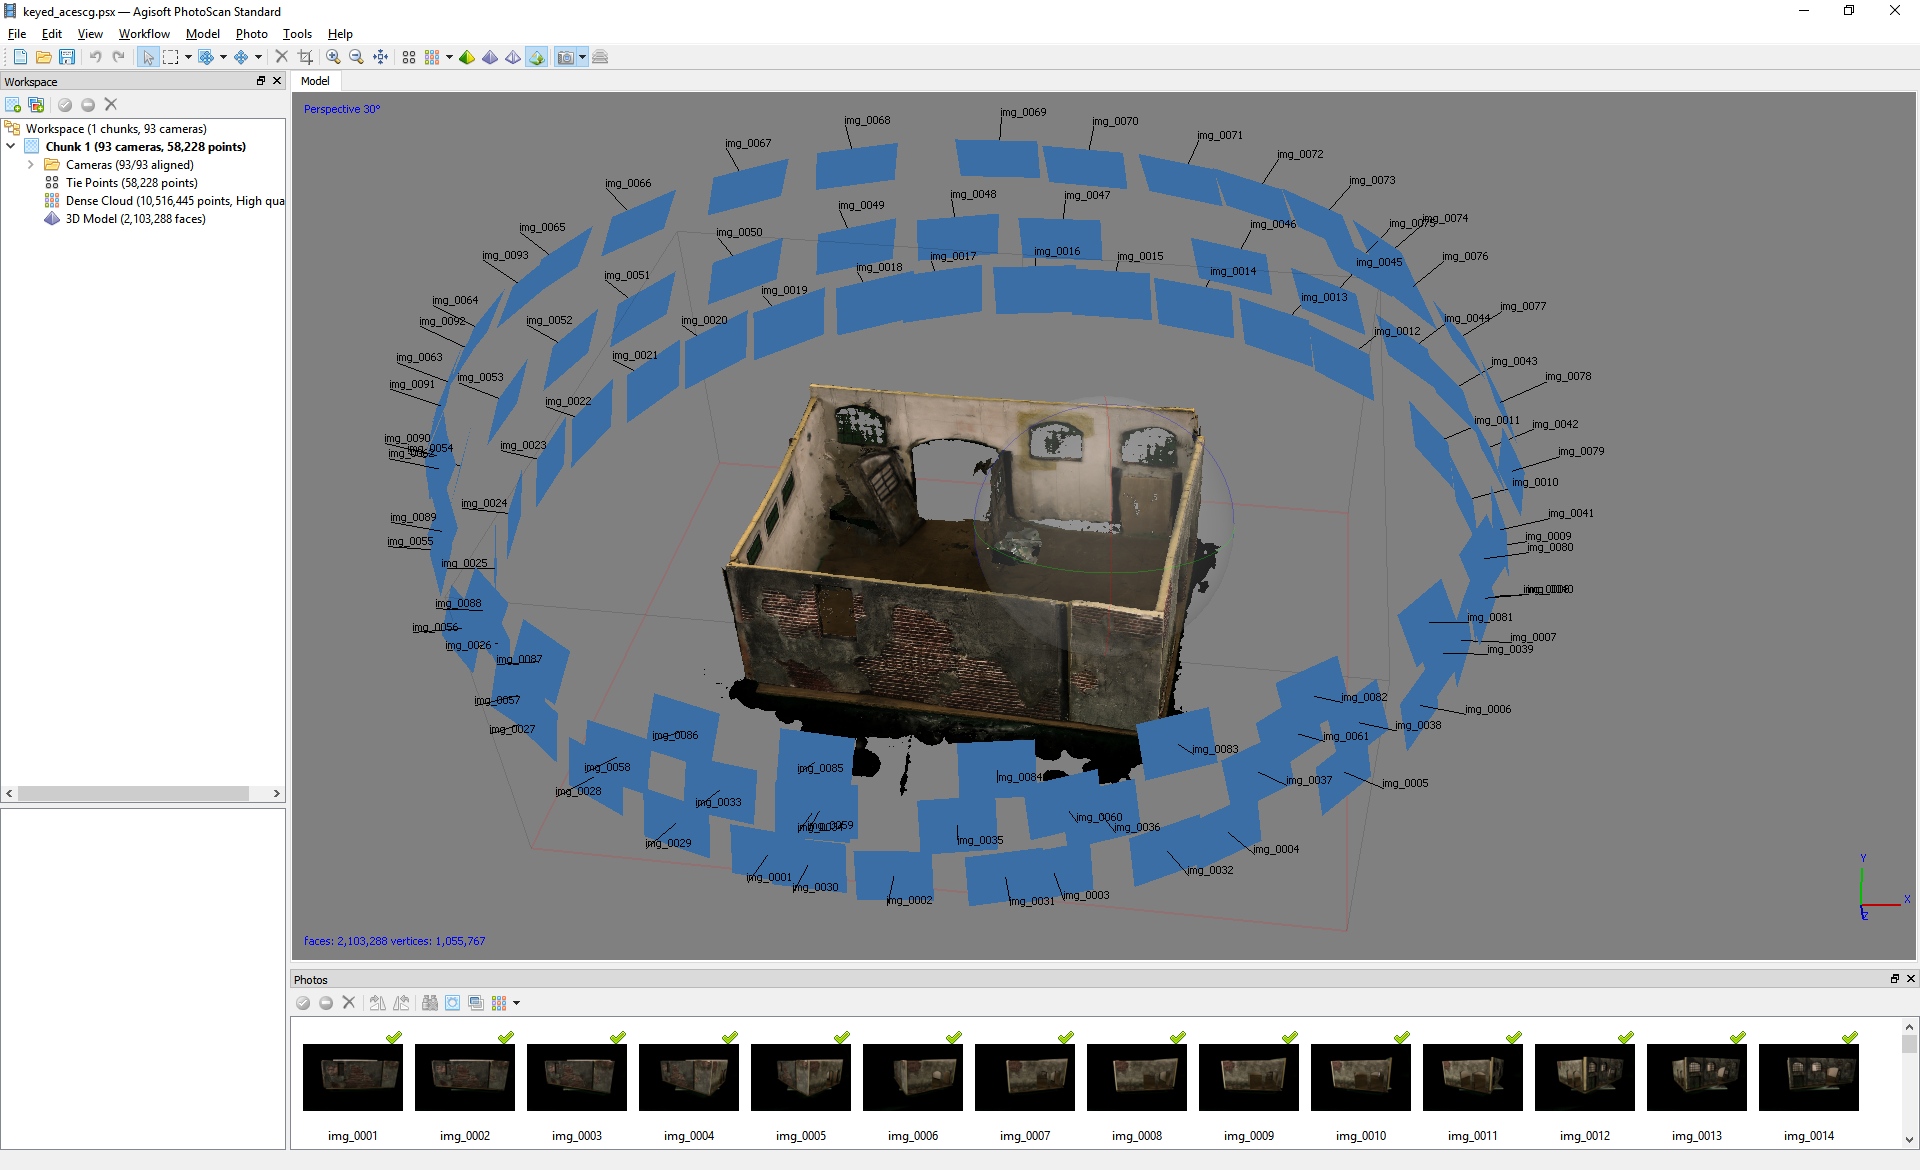 keyed_acescg.psx — Agisoft PhotoScan Standard
File Edit View Workflow Model Photo Tools Help
Workspace
Model
Workspace (1 chunks, 93 cameras)
Chunk 1 (93 cameras, 58,228 points)
Cameras (93/93 aligned)
Tie Points (58,228 points)
Dense Cloud (10,516,445 points, High qua
3D Model (2,103,288 faces)
Perspective 30°
img_0069
img_0068
img_0070
img_0071
img_0067
img_0072
img_0073
img_0066
img_0048
img_0047
img_0049
img_0074
img_0075
img_0046
img_0065
img_0050
img_0016
img_0093
img_0017
img_0015
img_0076
img_0045
img_0018
img_0014
img_0051
img_0019
img_0013
img_0064
img_0077
img_0092
img_0052
img_0020
img_0044
img_0012
img_0063
img_0021
img_0043
img_0091
img_0053
img_0078
img_0022
img_0011
img_0042
img_0090
img_0054
img_0023
img_0079
img_0010
img_0024
img_0089
img_0041
img_0055
img_0009
img_0080
img_0025
img_0088
img_0081
img_0056
img_0007
img_0026
img_0039
img_0087
img_0057
img_0082
img_0006
img_0027
img_0038
img_0086
img_0061
img_0083
img_0058
img_0085
img_0084
img_0037
img_0005
img_0028
img_0033
img_0059
img_0060
img_0036
img_0029
img_0035
img_0004
img_0001
img_0030
img_0032
img_0002
img_0031
img_0003
Y
X
Z
faces: 2,103,288 vertices: 1,055,767
Photos
img_0001 img_0002 img_0003 img_0004 img_0005 img_0006 img_0007 img_0008 img_0009 img_0010 img_0011 img_0012 img_0013 img_0014